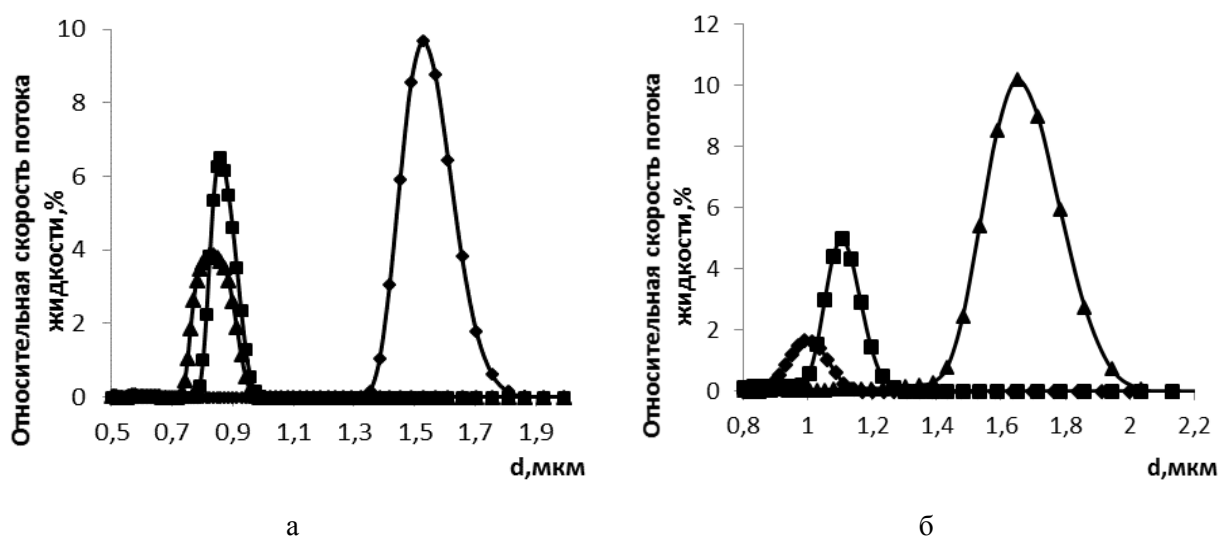 Относительная скорость потока
жидкости,%
10
8
6
4
2
0
0,5 0,7 0,9 1,1 1,3 1,5 1,7 1,9
d,мкм
а
Относительная скорость потока
жидкости,%
12
10
8
6
4
2
0
0,8 1 1,2 1,4 1,6 1,8 2 2,2
d,мкм
б